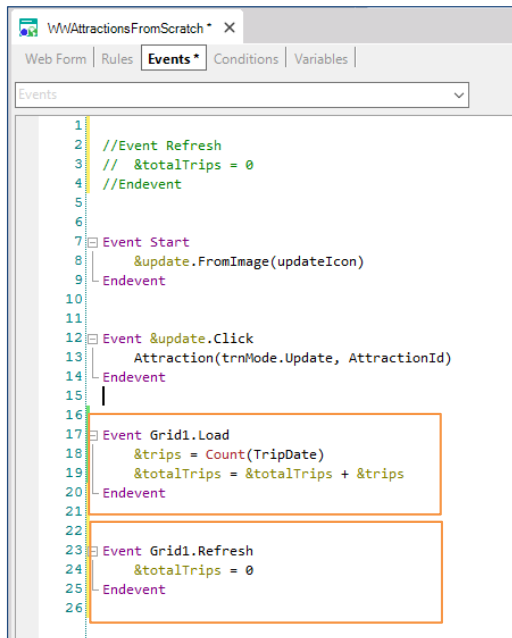 WWAttractionsFromScratch * X
Web Form | Rules | Events * | Conditions | Variables |
Events
1
2 //Event Refresh
3 //  &totalTrips = 0
4 //Endevent
5
6
7 Event Start
8     &update.FromImage(updateIcon)
9 Endevent
10
11
12 Event &update.Click
13     Attraction(trnMode.Update, AttractionId)
14 Endevent
15
16
17 Event Grid1.Load
18     &trips = Count(TripDate)
19     &totalTrips = &totalTrips + &trips
20 Endevent
21
22
23 Event Grid1.Refresh
24     &totalTrips = 0
25 Endevent
26